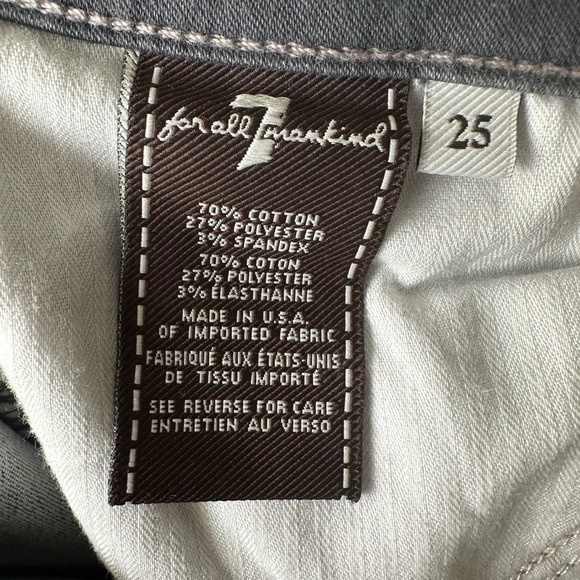 for all 7 mankind
25
70% COTTON
27% POLYESTER
3% SPANDEX
70% COTON
27% POLYESTER
3% ÉLASTHANNE
MADE IN U.S.A.
OF IMPORTED FABRIC
FABRIQUÉ AUX ÉTATS-UNIS
DE TISSU IMPORTÉ
SEE REVERSE FOR CARE
ENTRETIEN AU VERSO